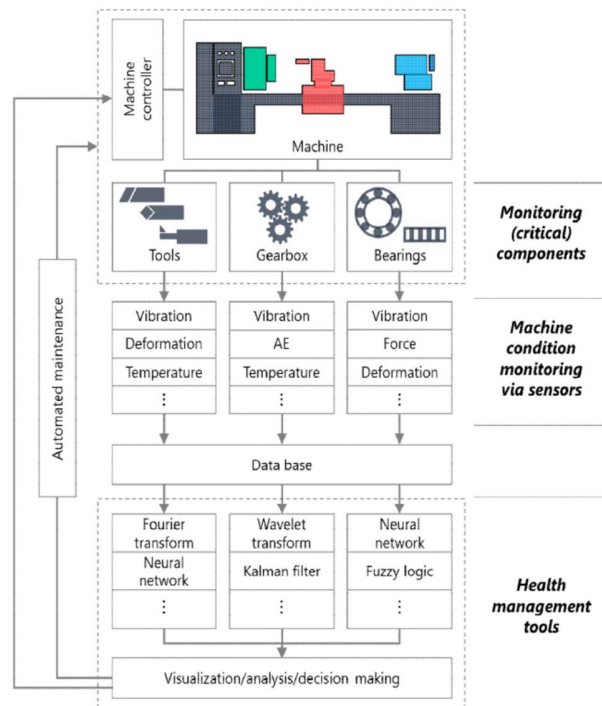 Machine
controller
Machine
Tools
Gearbox
Bearings
Monitoring
(critical)
components
Vibration
Deformation
Temperature
⋮
Vibration
AE
Temperature
⋮
Vibration
Force
Deformation
⋮
Machine
condition
monitoring
via sensors
Automated maintenance
Data base
Fourier
transform
Neural
network
⋮
Wavelet
transform
Kalman filter
⋮
Neural
network
Fuzzy logic
⋮
Health
management
tools
Visualization/analysis/decision making